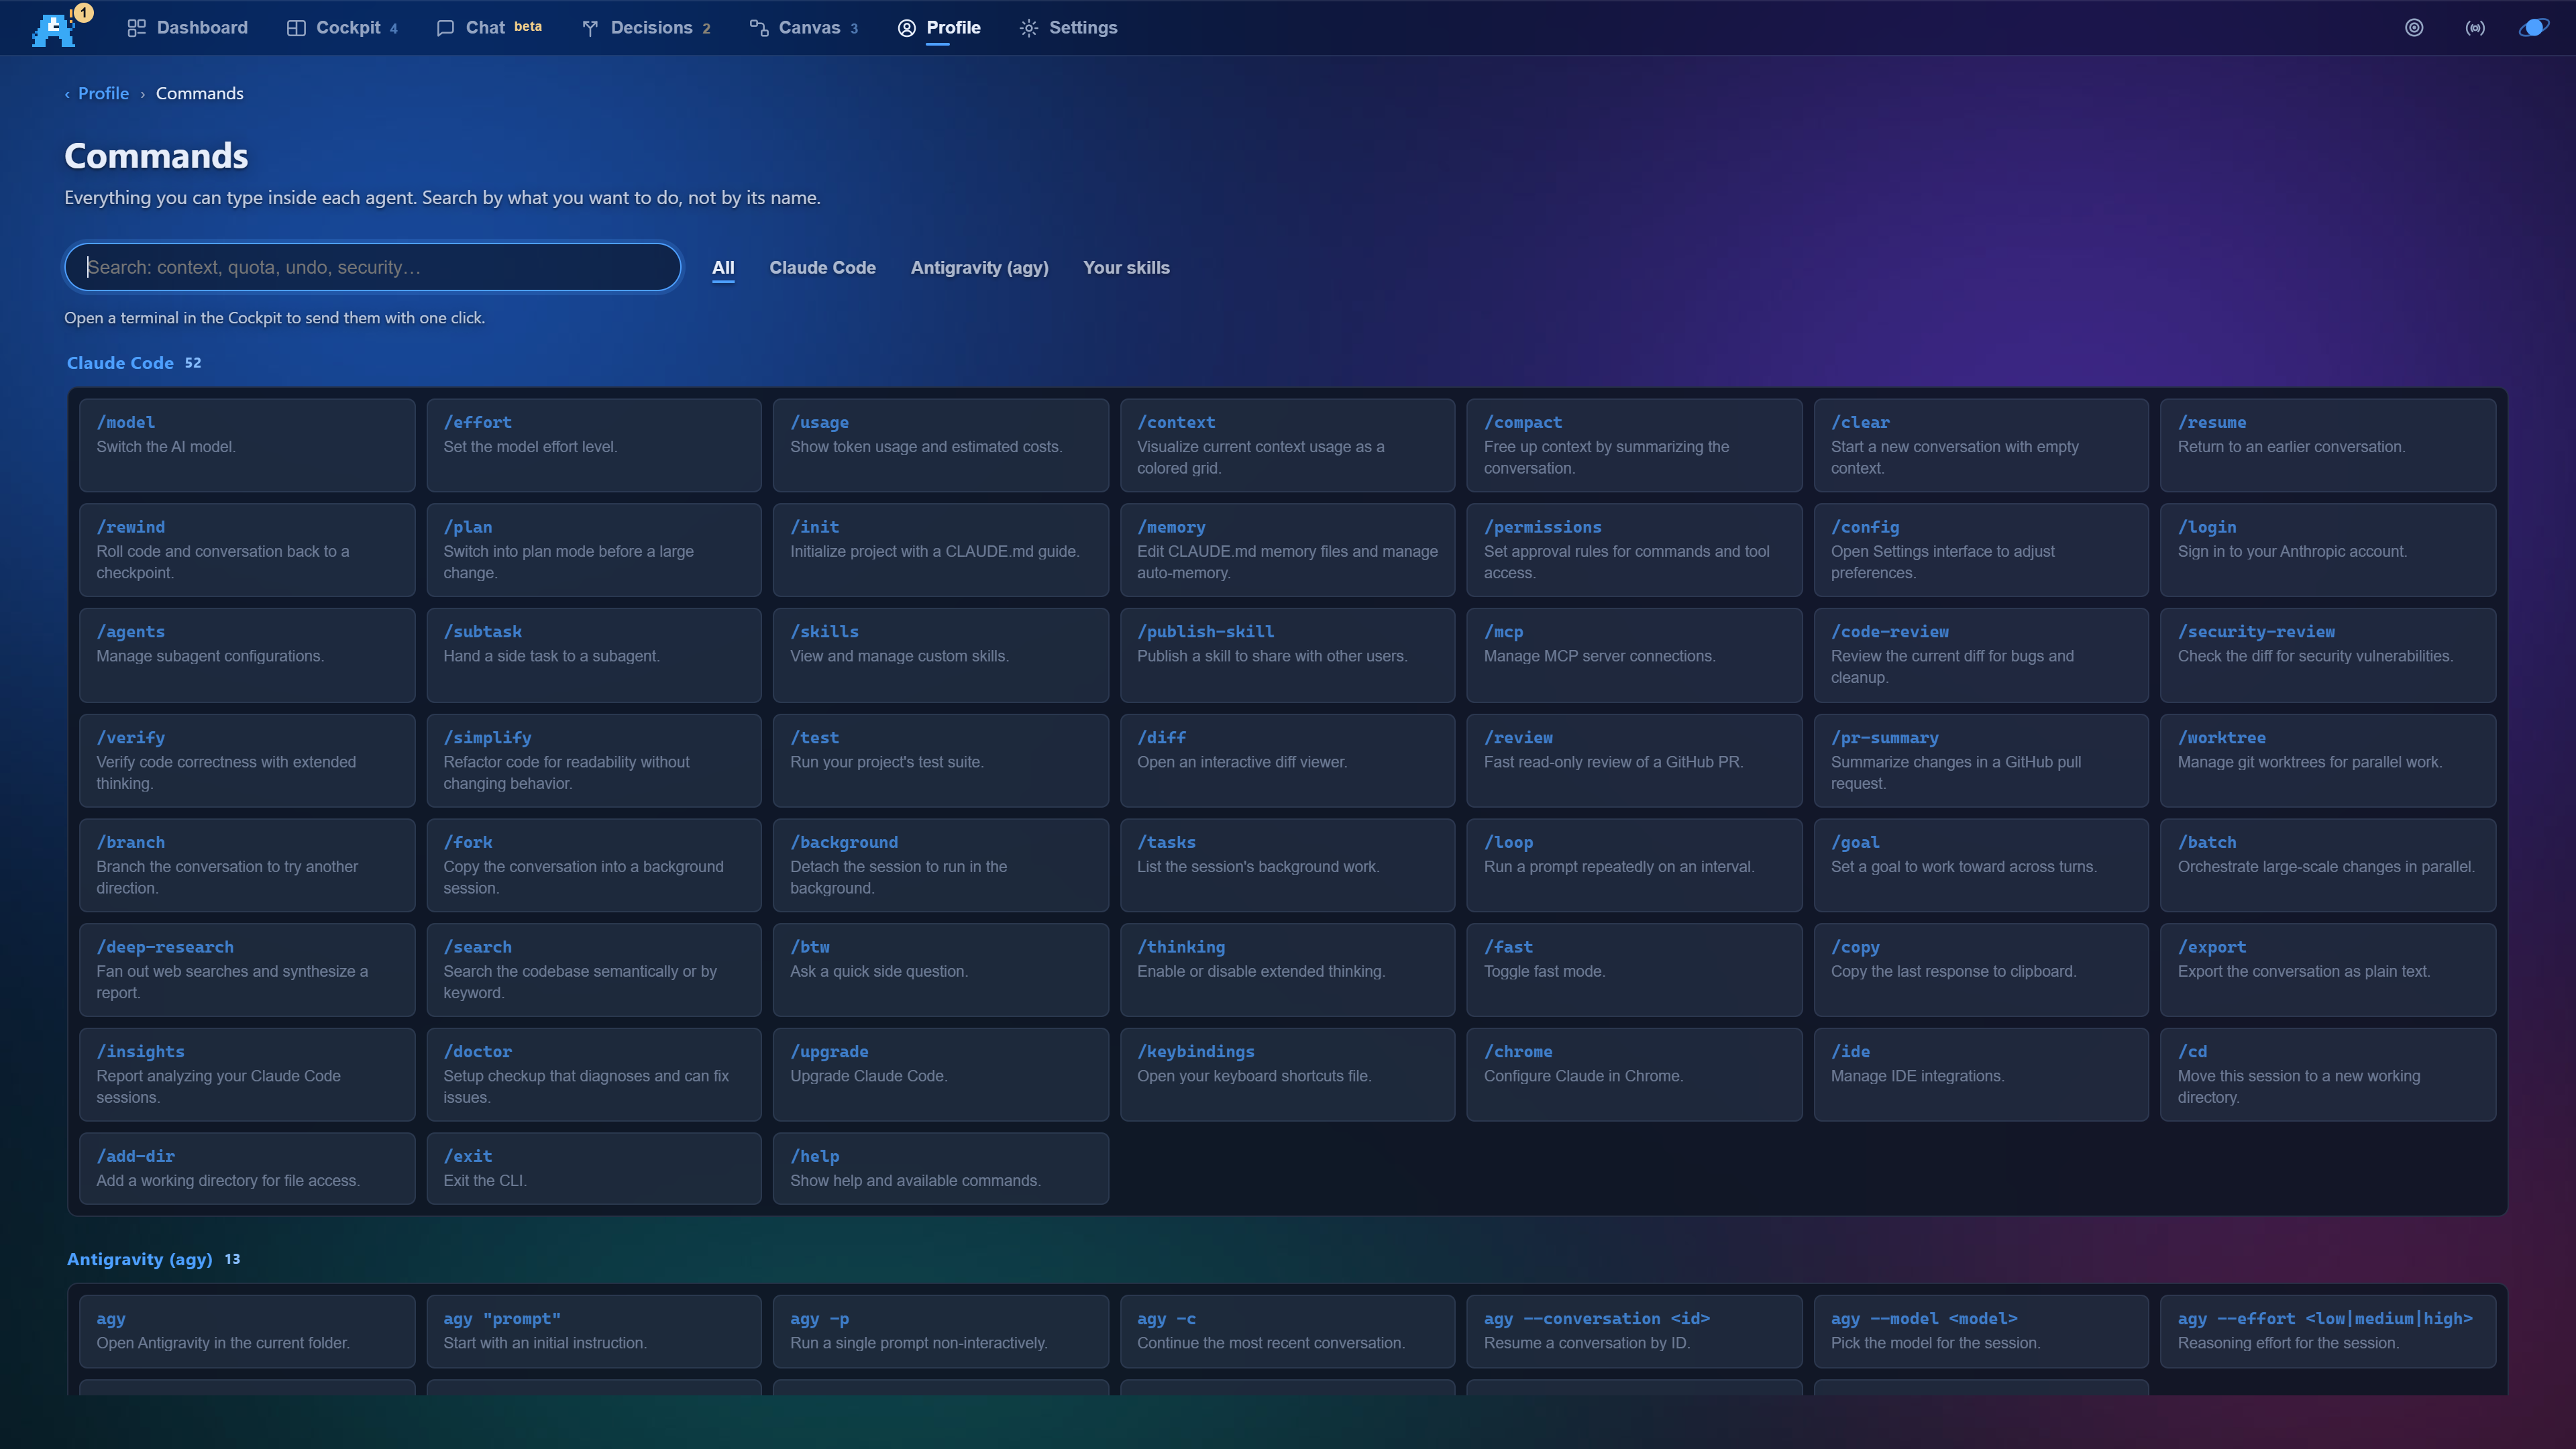 1
Dashboard
Cockpit 4
Chat beta
Decisions 2
Canvas 3
Profile
Settings
‹ Profile › Commands
Commands
Everything you can type inside each agent. Search by what you want to do, not by its name.
Search: context, quota, undo, security…
All
Claude Code
Antigravity (agy)
Your skills
Open a terminal in the Cockpit to send them with one click.
Claude Code 52
/model
Switch the AI model.
/effort
Set the model effort level.
/usage
Show token usage and estimated costs.
/context
Visualize current context usage as a
colored grid.
/compact
Free up context by summarizing the
conversation.
/clear
Start a new conversation with empty
context.
/resume
Return to an earlier conversation.
/rewind
Roll code and conversation back to a
checkpoint.
/plan
Switch into plan mode before a large
change.
/init
Initialize project with a CLAUDE.md guide.
/memory
Edit CLAUDE.md memory files and manage
auto-memory.
/permissions
Set approval rules for commands and tool
access.
/config
Open Settings interface to adjust
preferences.
/login
Sign in to your Anthropic account.
/agents
Manage subagent configurations.
/subtask
Hand a side task to a subagent.
/skills
View and manage custom skills.
/publish-skill
Publish a skill to share with other users.
/mcp
Manage MCP server connections.
/code-review
Review the current diff for bugs and
cleanup.
/security-review
Check the diff for security vulnerabilities.
/verify
Verify code correctness with extended
thinking.
/simplify
Refactor code for readability without
changing behavior.
/test
Run your project's test suite.
/diff
Open an interactive diff viewer.
/review
Fast read-only review of a GitHub PR.
/pr-summary
Summarize changes in a GitHub pull
request.
/worktree
Manage git worktrees for parallel work.
/branch
Branch the conversation to try another
direction.
/fork
Copy the conversation into a background
session.
/background
Detach the session to run in the
background.
/tasks
List the session's background work.
/loop
Run a prompt repeatedly on an interval.
/goal
Set a goal to work toward across turns.
/batch
Orchestrate large-scale changes in parallel.
/deep-research
Fan out web searches and synthesize a
report.
/search
Search the codebase semantically or by
keyword.
/btw
Ask a quick side question.
/thinking
Enable or disable extended thinking.
/fast
Toggle fast mode.
/copy
Copy the last response to clipboard.
/export
Export the conversation as plain text.
/insights
Report analyzing your Claude Code
sessions.
/doctor
Setup checkup that diagnoses and can fix
issues.
/upgrade
Upgrade Claude Code.
/keybindings
Open your keyboard shortcuts file.
/chrome
Configure Claude in Chrome.
/ide
Manage IDE integrations.
/cd
Move this session to a new working
directory.
/add-dir
Add a working directory for file access.
/exit
Exit the CLI.
/help
Show help and available commands.
Antigravity (agy) 13
agy
Open Antigravity in the current folder.
agy "prompt"
Start with an initial instruction.
agy -p
Run a single prompt non-interactively.
agy -c
Continue the most recent conversation.
agy --conversation <id>
Resume a conversation by ID.
agy --model <model>
Pick the model for the session.
agy --effort <low|medium|high>
Reasoning effort for the session.